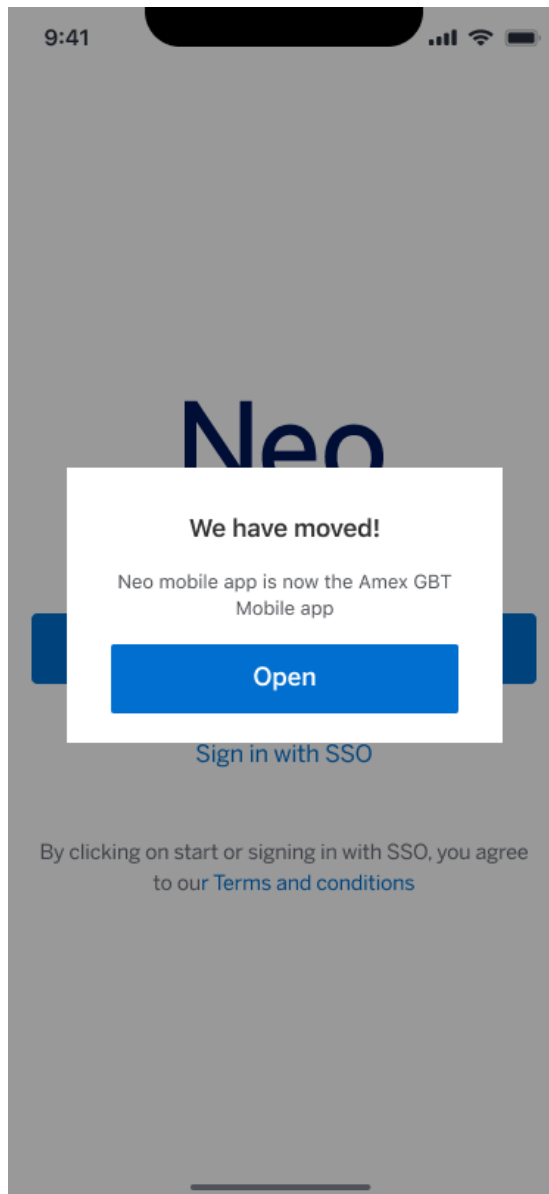 9:41
Neo
We have moved!
Neo mobile app is now the Amex GBT
Mobile app
Open
Sign in with SSO
By clicking on start or signing in with SSO, you agree
to our Terms and conditions